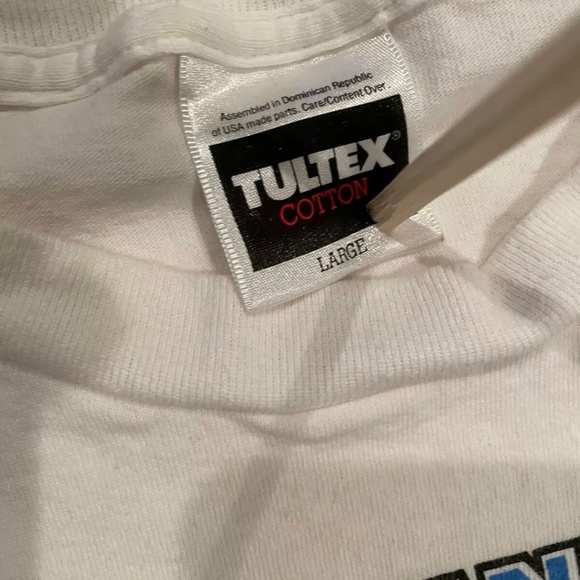 Assembled in Dominican Republic
of USA made parts. Care/Content Over.
TULTEX®
COTTON
LARGE